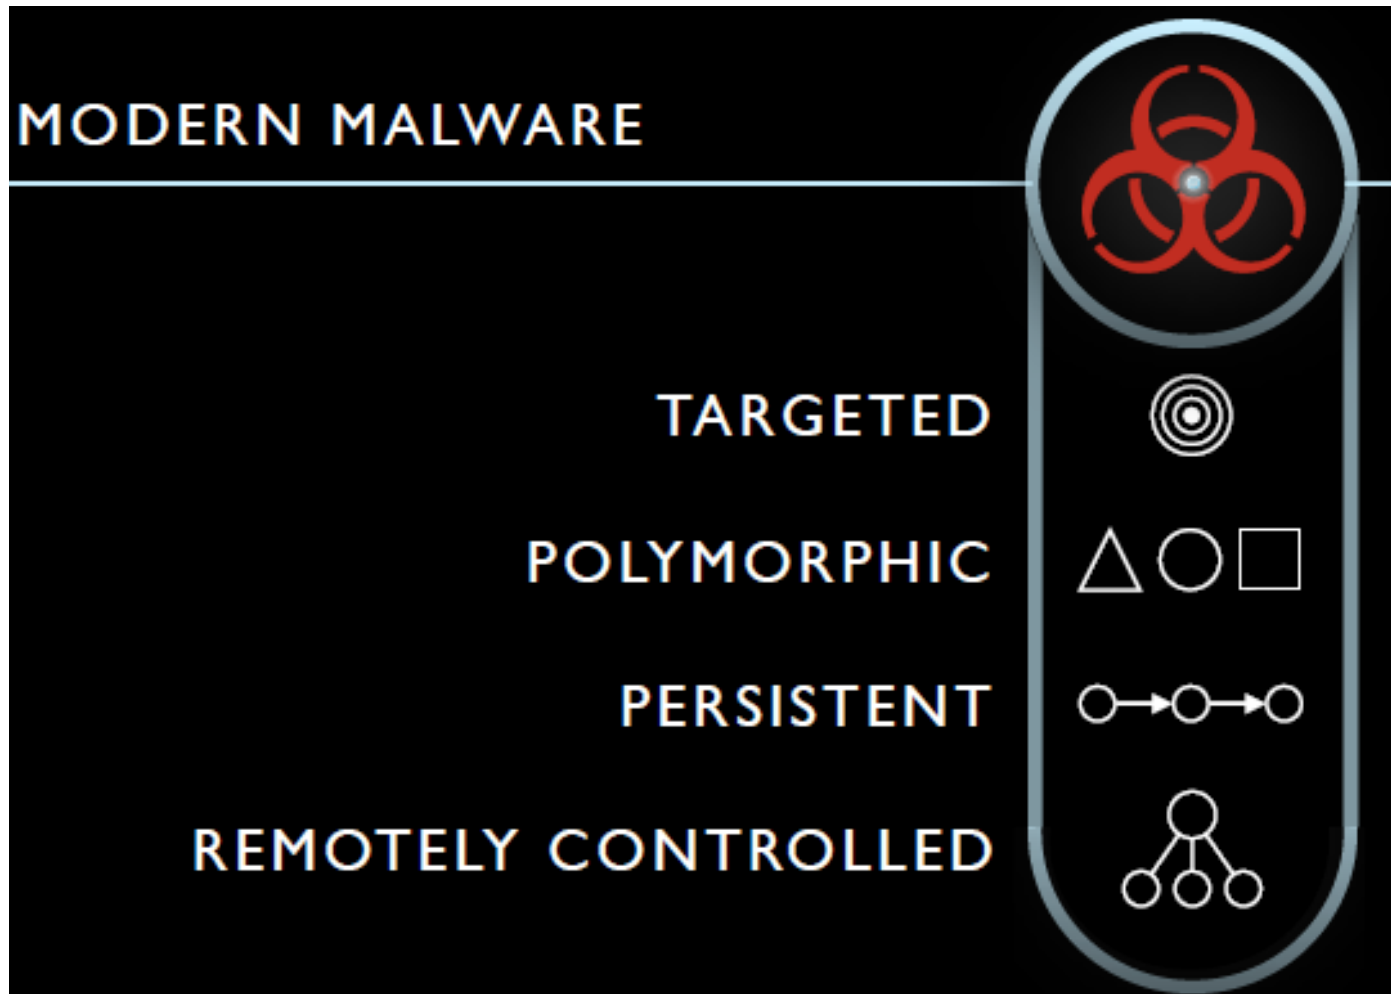 MODERN MALWARE
TARGETED
POLYMORPHIC
PERSISTENT
REMOTELY CONTROLLED